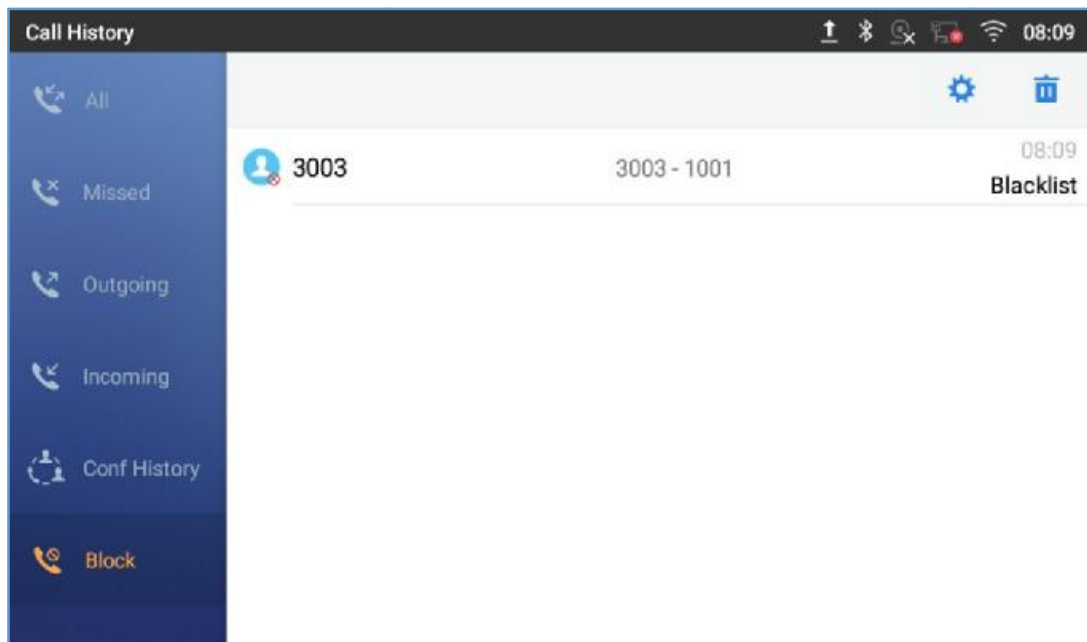 Call History
08:09
All
Missed
Outgoing
Incoming
Conf History
Block
3003
3003 - 1001
08:09
Blacklist